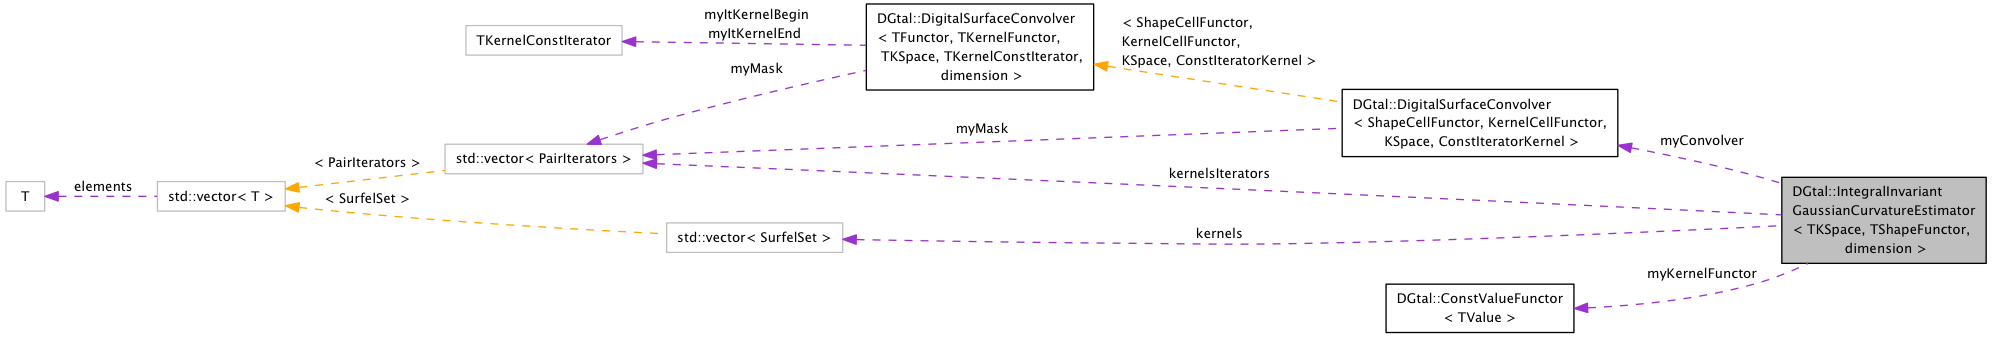 T
elements
std::vector< T >
< PairIterators >
< SurfelSet >
TKernelConstIterator
std::vector< PairIterators >
std::vector< SurfelSet >
myItKernelBegin
myItKernelEnd
myMask
DGtal::DigitalSurfaceConvolver
< TFunctor, TKernelFunctor,
TKSpace, TKernelConstIterator,
dimension >
< ShapeCellFunctor,
KernelCellFunctor,
KSpace, ConstIteratorKernel >
myMask
kernelsIterators
kernels
DGtal::DigitalSurfaceConvolver
< ShapeCellFunctor, KernelCellFunctor,
KSpace, ConstIteratorKernel >
myConvolver
myKernelFunctor
DGtal::ConstValueFunctor
< TValue >
DGtal::IntegralInvariant
GaussianCurvatureEstimator
< TKSpace, TShapeFunctor,
dimension >